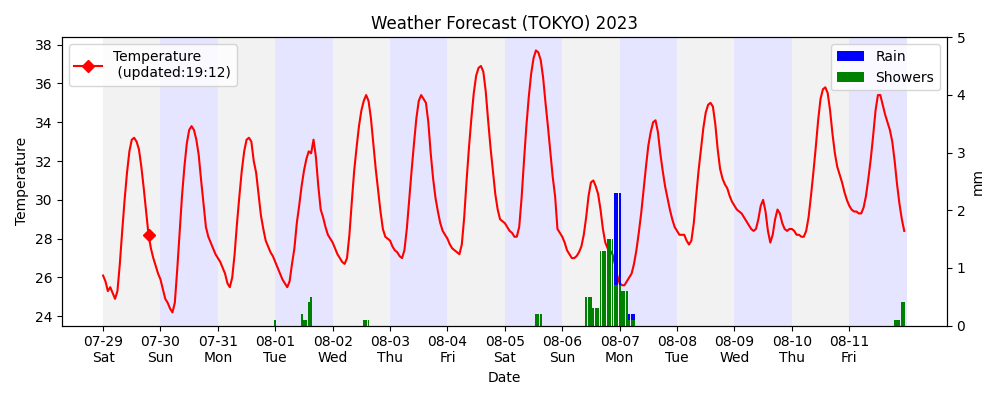 Weather Forecast (TOKYO) 2023
Temperature
(updated:19:12)
Rain
Showers
38
36
34
32
30
28
26
24
Temperature
5
4
3
2
1
0
mm
07-29 07-30 07-31 08-01 08-02 08-03 08-04 08-05 08-06 08-07 08-08 08-09 08-10 08-11
Sat Sun Mon Tue Wed Thu Fri Sat Sun Mon Tue Wed Thu Fri
Date